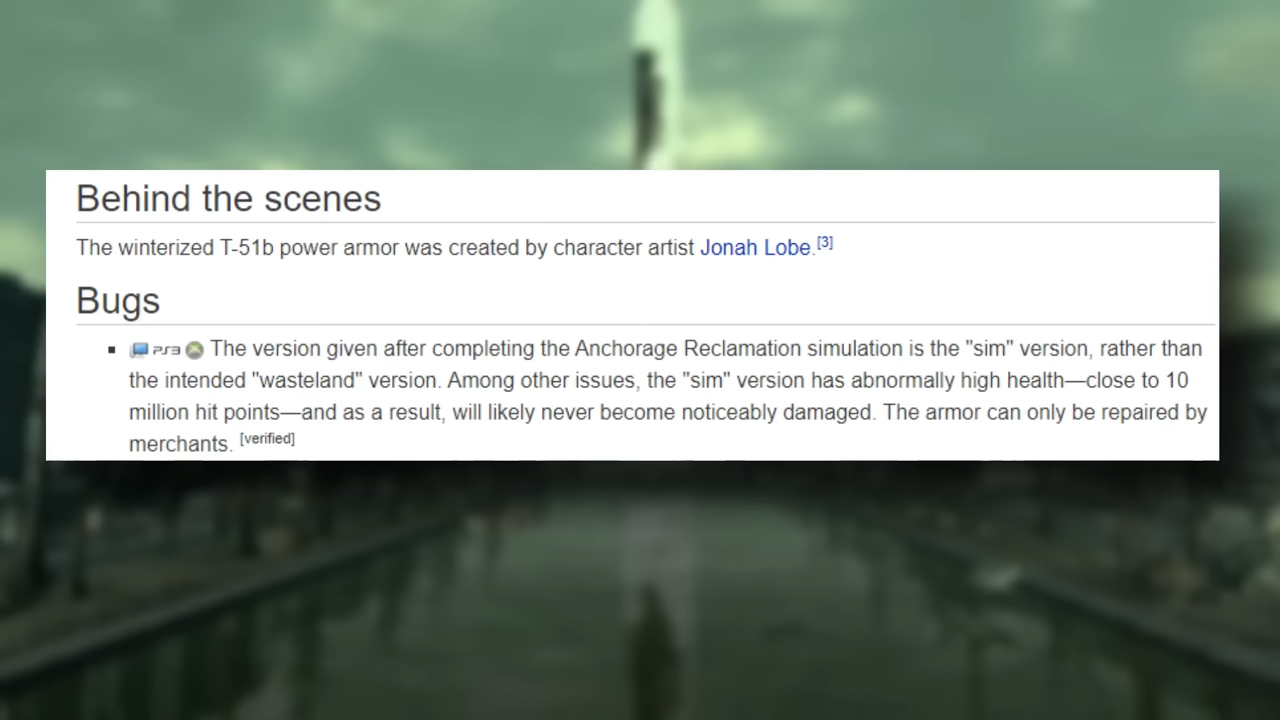 Behind the scenes
The winterized T-51b power armor was created by character artist Jonah Lobe.[3]
Bugs
PS3 The version given after completing the Anchorage Reclamation simulation is the "sim" version, rather than
the intended "wasteland" version. Among other issues, the "sim" version has abnormally high health—close to 10
million hit points—and as a result, will likely never become noticeably damaged. The armor can only be repaired by
merchants. [verified]